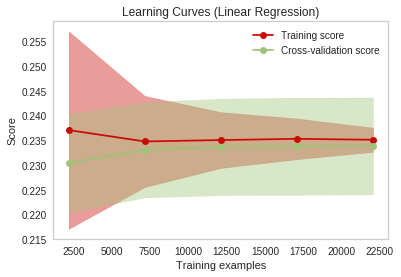 Learning Curves (Linear Regression)
Training score
Cross-validation score
Score
0.255
0.250
0.245
0.240
0.235
0.230
0.225
0.220
0.215
2500 5000 7500 10000 12500 15000 17500 20000 22500
Training examples